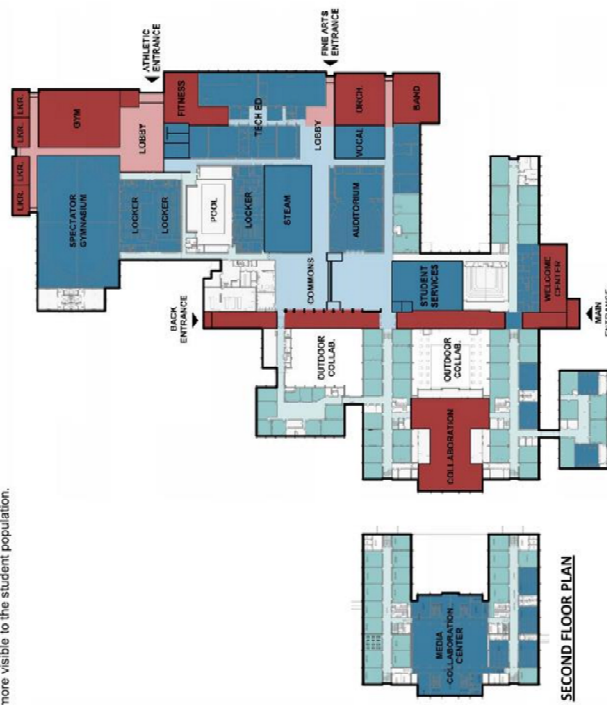 more visible to the student population.
LKR.
LKR.
LKR.
LKR.
GYM
SPECTATOR
GYMNASIUM
LOBBY
ATHLETIC
ENTRANCE
LOCKER
LOCKER
FITNESS
POOL
TECH ED
LOCKER
STEAM
LOBBY
FINE ARTS
ENTRANCE
ORCH.
VOCAL
AUDITORIUM
BAND
BACK
ENTRANCE
COMMONS
STUDENT
SERVICES
OUTDOOR
COLLAB.
OUTDOOR
COLLAB.
WELCOME
CENTER
MAIN
COLLABORATION
MEDIA
COLLABORATION
CENTER
SECOND FLOOR PLAN